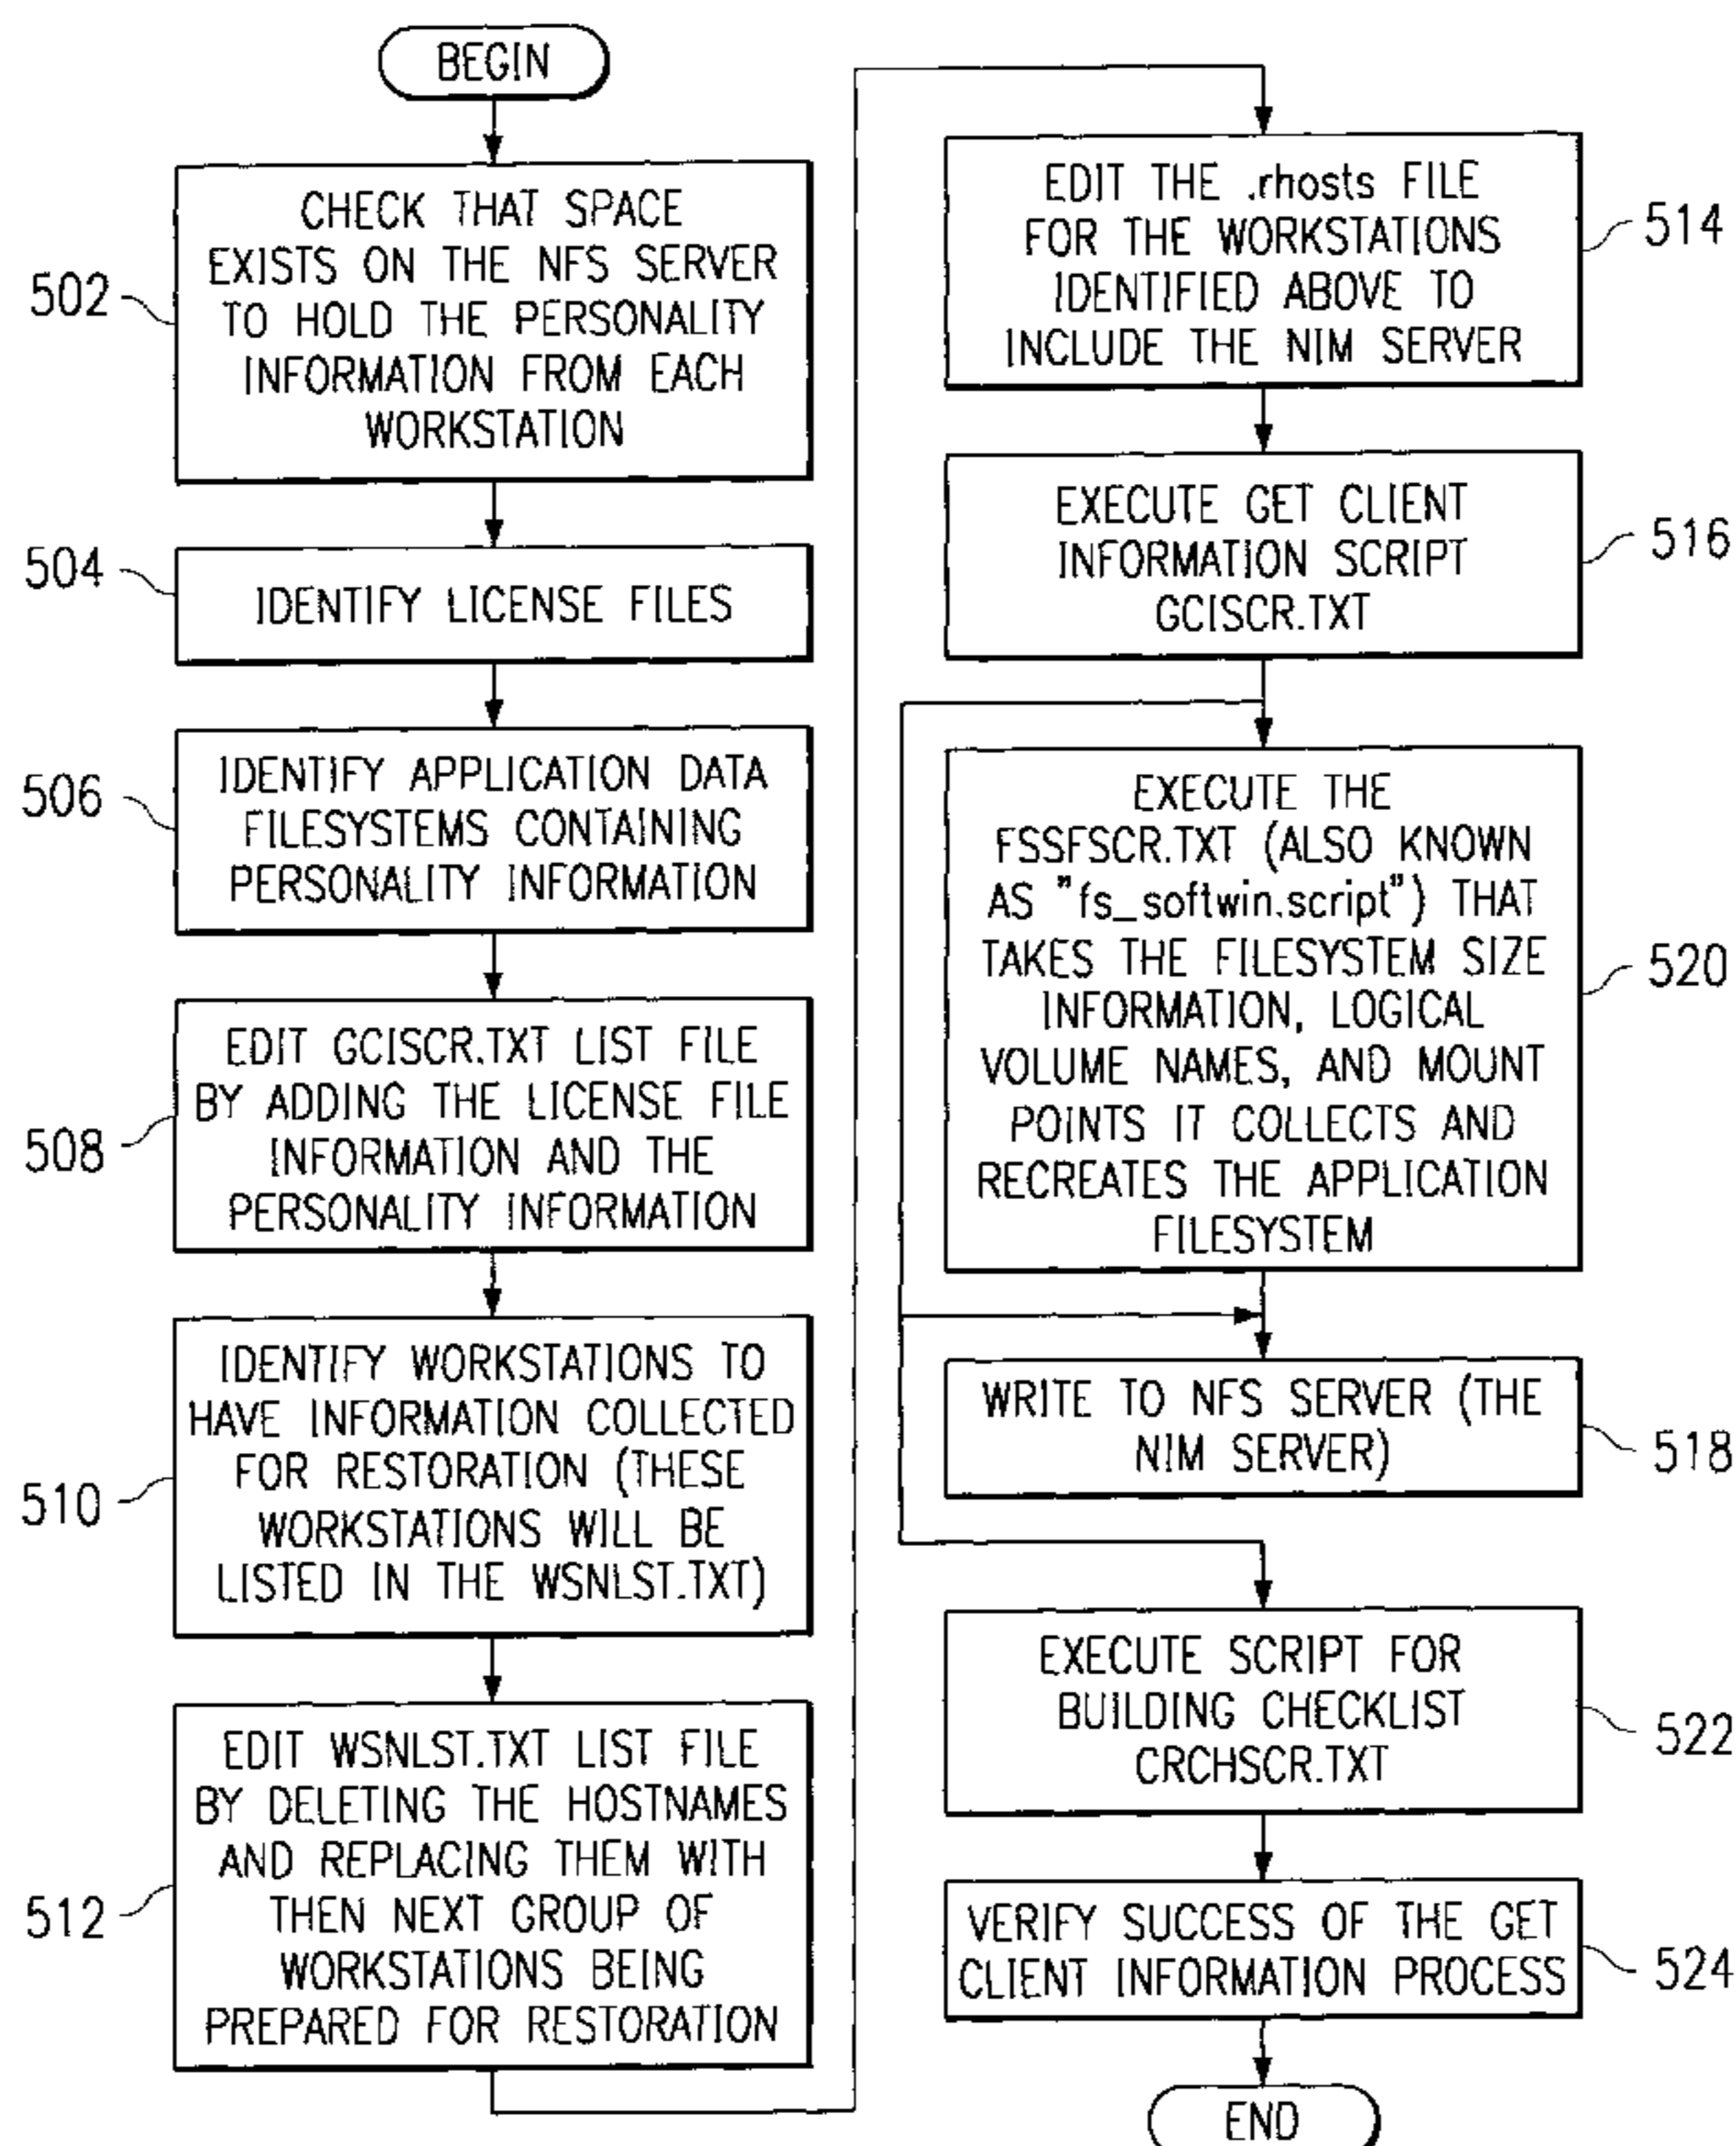 BEGIN
CHECK THAT SPACE
EXISTS ON THE NFS SERVER
TO HOLD THE PERSONALITY
INFORMATION FROM EACH
WORKSTATION
502
504
IDENTIFY LICENSE FILES
506
IDENTIFY APPLICATION DATA
FILESYSTEMS CONTAINING
PERSONALITY INFORMATION
EDIT GCISCR.TXT LIST FILE
BY ADDING THE LICENSE FILE
INFORMATION AND THE
PERSONALITY INFORMATION
508
IDENTIFY WORKSTATIONS TO
HAVE INFORMATION COLLECTED
FOR RESTORATION (THESE
WORKSTATIONS WILL BE
LISTED IN THE WSNLST.TXT)
510
EDIT WSNLST.TXT LIST FILE
BY DELETING THE HOSTNAMES
AND REPLACING THEM WITH
THEN NEXT GROUP OF
WORKSTATIONS BEING
PREPARED FOR RESTORATION
512
EDIT THE .rhosts FILE
FOR THE WORKSTATIONS
IDENTIFIED ABOVE TO
INCLUDE THE NIM SERVER
514
EXECUTE GET CLIENT
INFORMATION SCRIPT
GCISCR.TXT
516
EXECUTE THE
FSSFSCR.TXT (ALSO KNOWN
AS "fs_softwin.script") THAT
TAKES THE FILESYSTEM SIZE
INFORMATION, LOGICAL
VOLUME NAMES, AND MOUNT
POINTS IT COLLECTS AND
RECREATES THE APPLICATION
FILESYSTEM
520
WRITE TO NFS SERVER (THE
NIM SERVER)
518
EXECUTE SCRIPT FOR
BUILDING CHECKLIST
CRCHSCR.TXT
522
VERIFY SUCCESS OF THE GET
CLIENT INFORMATION PROCESS
524
END